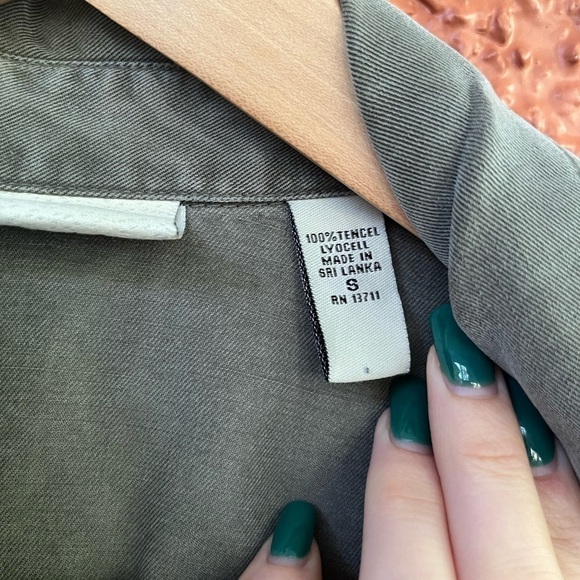 100%TENCEL
LYOCELL
MADE IN
SRI LANKA
S
RN 13711